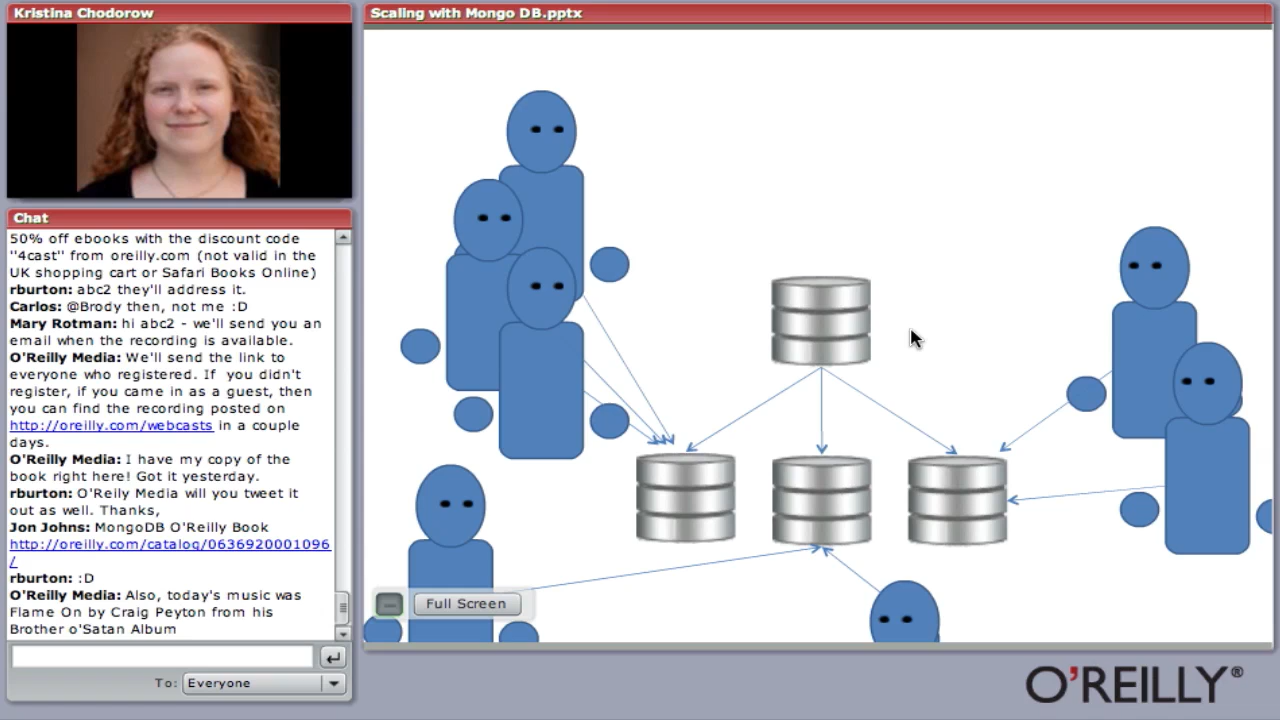 Kristina Chodorow
Scaling with Mongo DB.pptx
Chat
50% off ebooks with the discount code
"4cast" from oreilly.com (not valid in the
UK shopping cart or Safari Books Online)
rburton: abc2 they'll address it.
Carlos: @Brody then, not me :D
Mary Rotman: hi abc2 - we'll send you an
email when the recording is available.
O'Reilly Media: We'll send the link to
everyone who registered. If  you didn't
register, if you came in as a guest, then
you can find the recording posted on
http://oreilly.com/webcasts in a couple
days.
O'Reilly Media: I have my copy of the
book right here! Got it yesterday.
rburton: O'Reily Media will you tweet it
out as well. Thanks,
Jon Johns: MongoDB O'Reilly Book
http://oreilly.com/catalog/0636920001096
/
rburton: :D
O'Reilly Media: Also, today's music was
Flame On by Craig Peyton from his
Brother o'Satan Album
To: Everyone
Full Screen
O'REILLY®